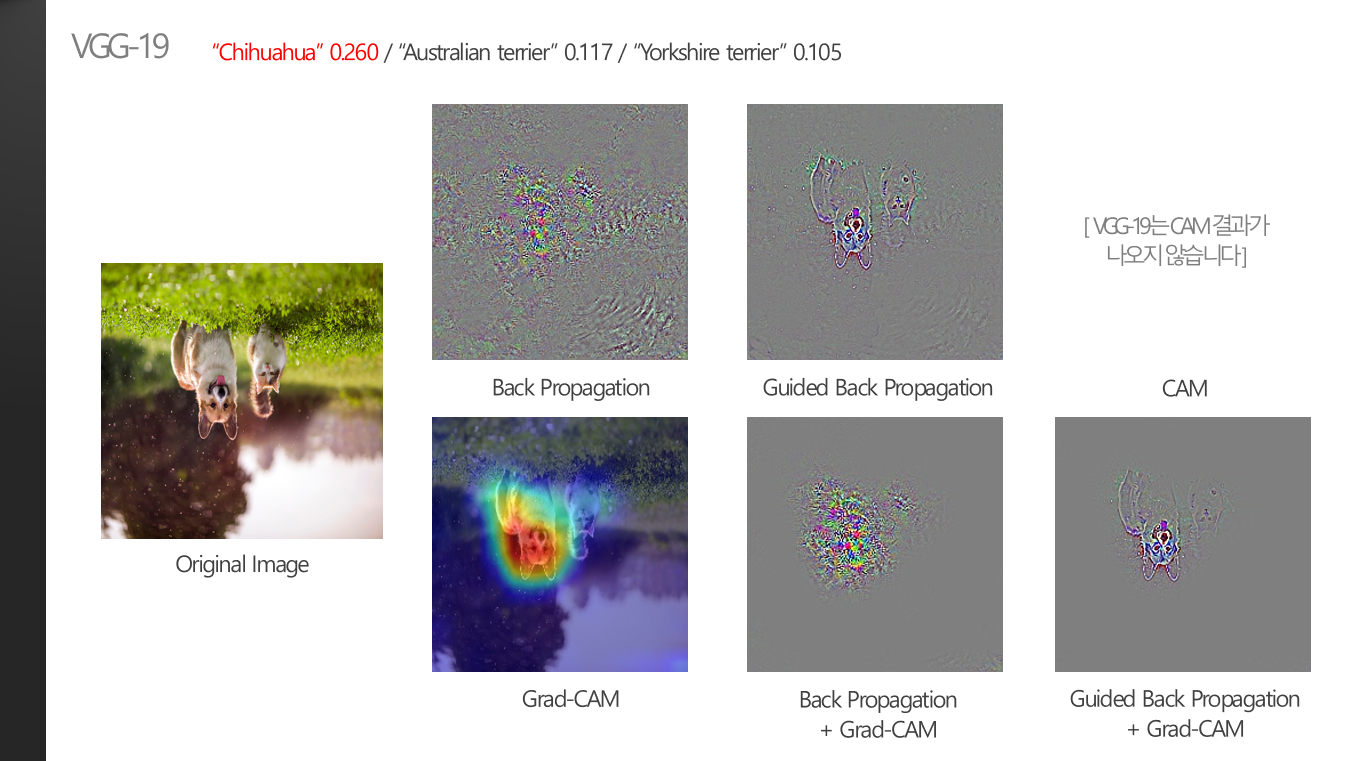 VGG-19
“Chihuahua” 0.260 / “Australian terrier” 0.117 / “Yorkshire terrier” 0.105
[ VGG-19는 CAM 결과가
나오지 않습니다 ]
Back Propagation
Guided Back Propagation
CAM
Original Image
Grad-CAM
Back Propagation
+ Grad-CAM
Guided Back Propagation
+ Grad-CAM